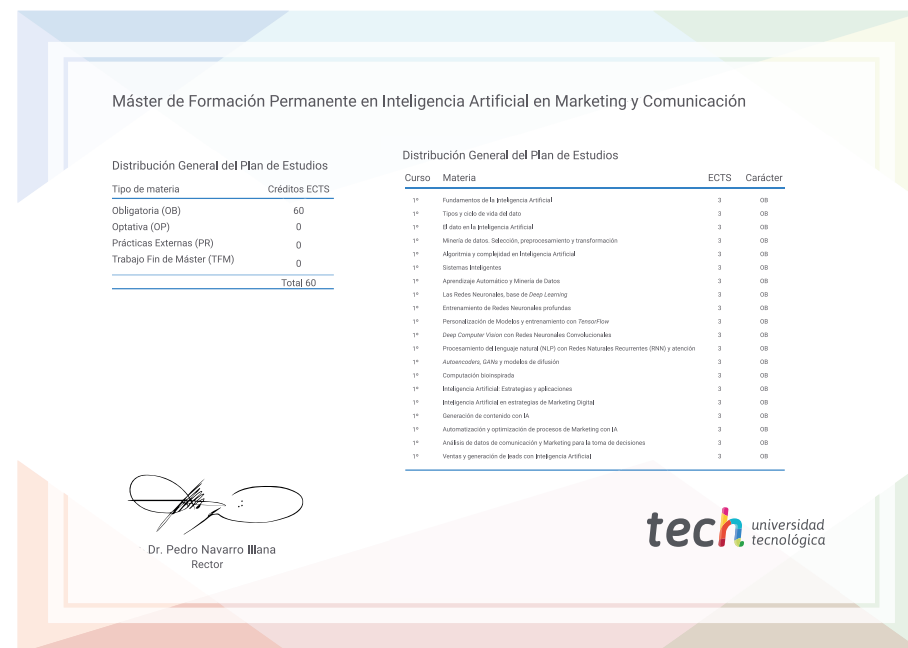 Máster de Formación Permanente en Inteligencia Artificial en Marketing y Comunicación
Distribución General del Plan de Estudios
Tipo de materia Créditos ECTS
Obligatoria (OB) 60
Optativa (OP) 0
Prácticas Externas (PR) 0
Trabajo Fin de Máster (TFM) 0
Total 60
Distribución General del Plan de Estudios
Curso Materia ECTS Carácter
1º Fundamentos de la Inteligencia Artificial 3 OB
1º Tipos y ciclo de vida del dato 3 OB
1º El dato en la Inteligencia Artificial 3 OB
1º Minería de datos. Selección, preprocesamiento y transformación 3 OB
1º Algoritmia y complejidad en Inteligencia Artificial 3 OB
1º Sistemas Inteligentes 3 OB
1º Aprendizaje Automático y Minería de Datos 3 OB
1º Las Redes Neuronales, base de Deep Learning 3 OB
1º Entrenamiento de Redes Neuronales profundas 3 OB
1º Personalización de Modelos y entrenamiento con TensorFlow 3 OB
1º Deep Computer Vision con Redes Neuronales Convolucionales 3 OB
1º Procesamiento del lenguaje natural (NLP) con Redes Naturales Recurrentes (RNN) y atención 3 OB
1º Autoencoders, GANs y modelos de difusión 3 OB
1º Computación bioinspirada 3 OB
1º Inteligencia Artificial: Estrategias y aplicaciones 3 OB
1º Inteligencia Artificial en estrategias de Marketing Digital 3 OB
1º Generación de contenido con IA 3 OB
1º Automatización y optimización de procesos de Marketing con IA 3 OB
1º Análisis de datos de comunicación y Marketing para la toma de decisiones 3 OB
1º Ventas y generación de leads con Inteligencia Artificial 3 OB
Dr. Pedro Navarro Illana
Rector
tech universidad
tecnológica